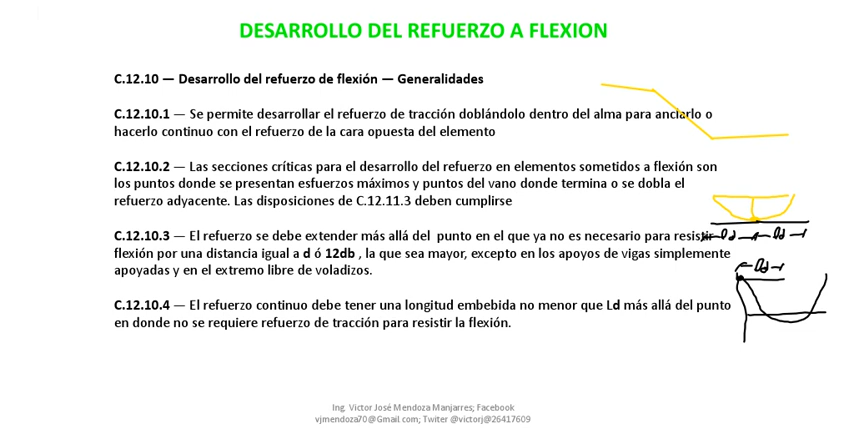 DESARROLLO DEL REFUERZO A FLEXION
C.12.10 — Desarrollo del refuerzo de flexión — Generalidades
C.12.10.1 — Se permite desarrollar el refuerzo de tracción doblándolo dentro del alma para anclarlo o
hacerlo continuo con el refuerzo de la cara opuesta del elemento
C.12.10.2 — Las secciones críticas para el desarrollo del refuerzo en elementos sometidos a flexión son
los puntos donde se presentan esfuerzos máximos y puntos del vano donde termina o se dobla el
refuerzo adyacente. Las disposiciones de C.12.11.3 deben cumplirse
C.12.10.3 — El refuerzo se debe extender más allá del punto en el que ya no es necesario para resistir
flexión por una distancia igual a d ó 12db , la que sea mayor, excepto en los apoyos de vigas simplemente
apoyadas y en el extremo libre de voladizos.
C.12.10.4 — El refuerzo continuo debe tener una longitud embebida no menor que Ld más allá del punto
en donde no se requiere refuerzo de tracción para resistir la flexión.
Ing. Victor José Mendoza Manjarres; Facebook
vjmendoza70@Gmail com; Twiter @victorj@26417609